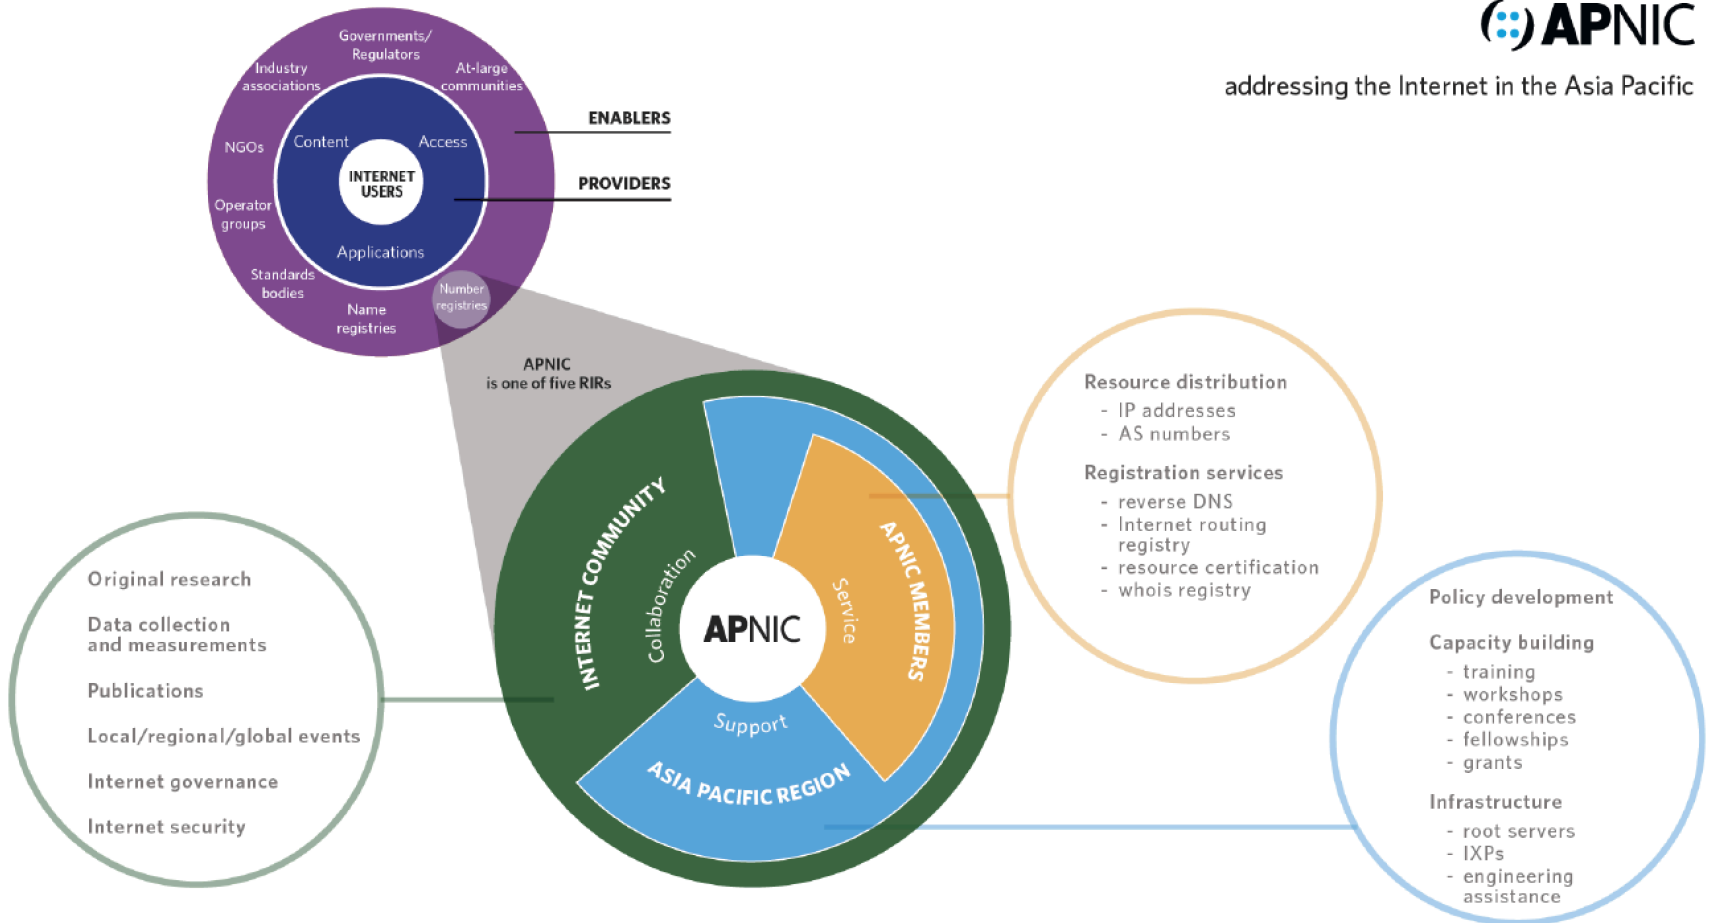 APNIC
addressing the Internet in the Asia Pacific
Governments/
Regulators
Industry
associations
At-large
communities
NGOs
Content
Access
INTERNET
USERS
Operator
groups
Applications
Standards
bodies
Name
registries
Number
registries
ENABLERS
PROVIDERS
APNIC
is one of five RIRs
INTERNET COMMUNITY
Collaboration
APNIC
Service
APNIC MEMBERS
Support
ASIA PACIFIC REGION
Original research
Data collection
and measurements
Publications
Local/regional/global events
Internet governance
Internet security
Resource distribution
- IP addresses
- AS numbers
Registration services
- reverse DNS
- Internet routing
registry
- resource certification
- whois registry
Policy development
Capacity building
- training
- workshops
- conferences
- fellowships
- grants
Infrastructure
- root servers
- IXPs
- engineering
assistance